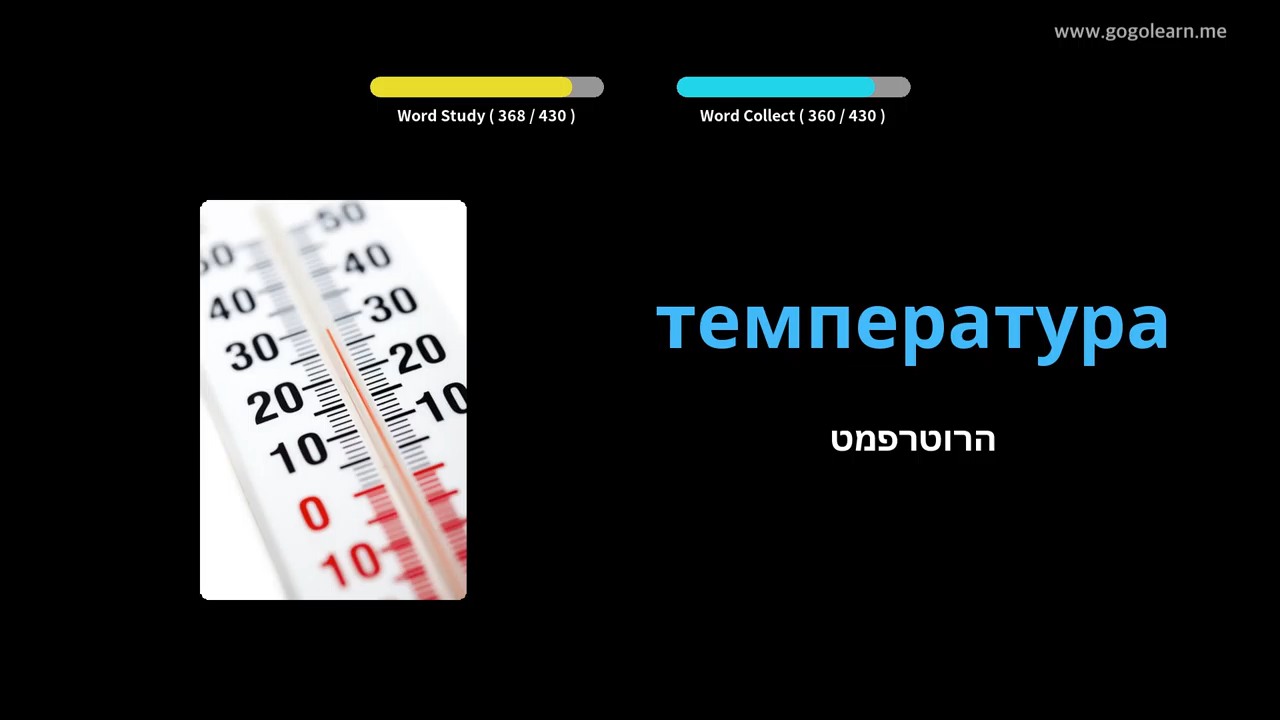 www.gogolearn.me
Word Study ( 368 / 430 )
Word Collect ( 360 / 430 )
50
40
30
20
10
40
30
20
10
0
10
температура
הרוטרפמט